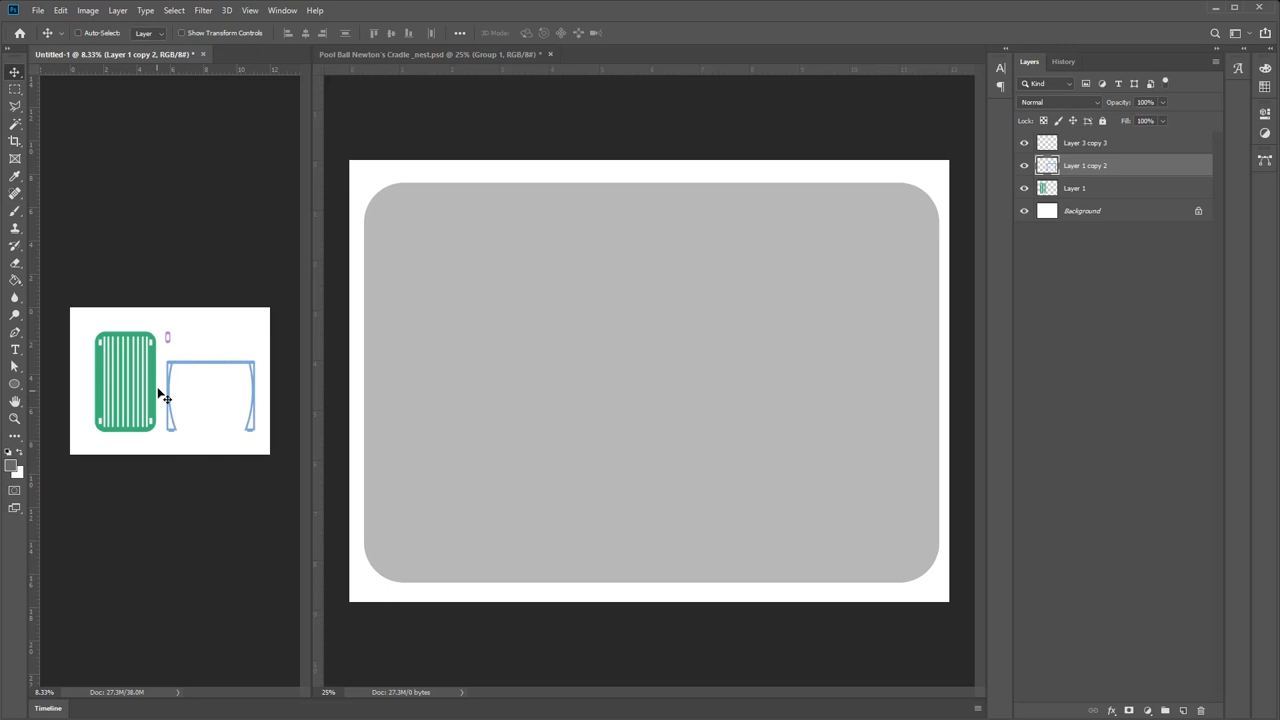 Ps File Edit Image Layer Type Select Filter 3D View Window Help
Auto-Select: Layer Show Transform Controls 3D Mode:
Untitled-1 @ 8.33% (Layer 1 copy 2, RGB/8#) * × Pool Ball Newton's Cradle _nest.psd @ 25% (Group 1, RGB/8#) * ×
Layers History
Kind
Normal Opacity: 100%
Lock: Fill: 100%
Layer 3 copy 3
Layer 1 copy 2
Layer 1
Background
8.33% Doc: 27.3M/38.0M 25% Doc: 27.3M/0 bytes
Timeline